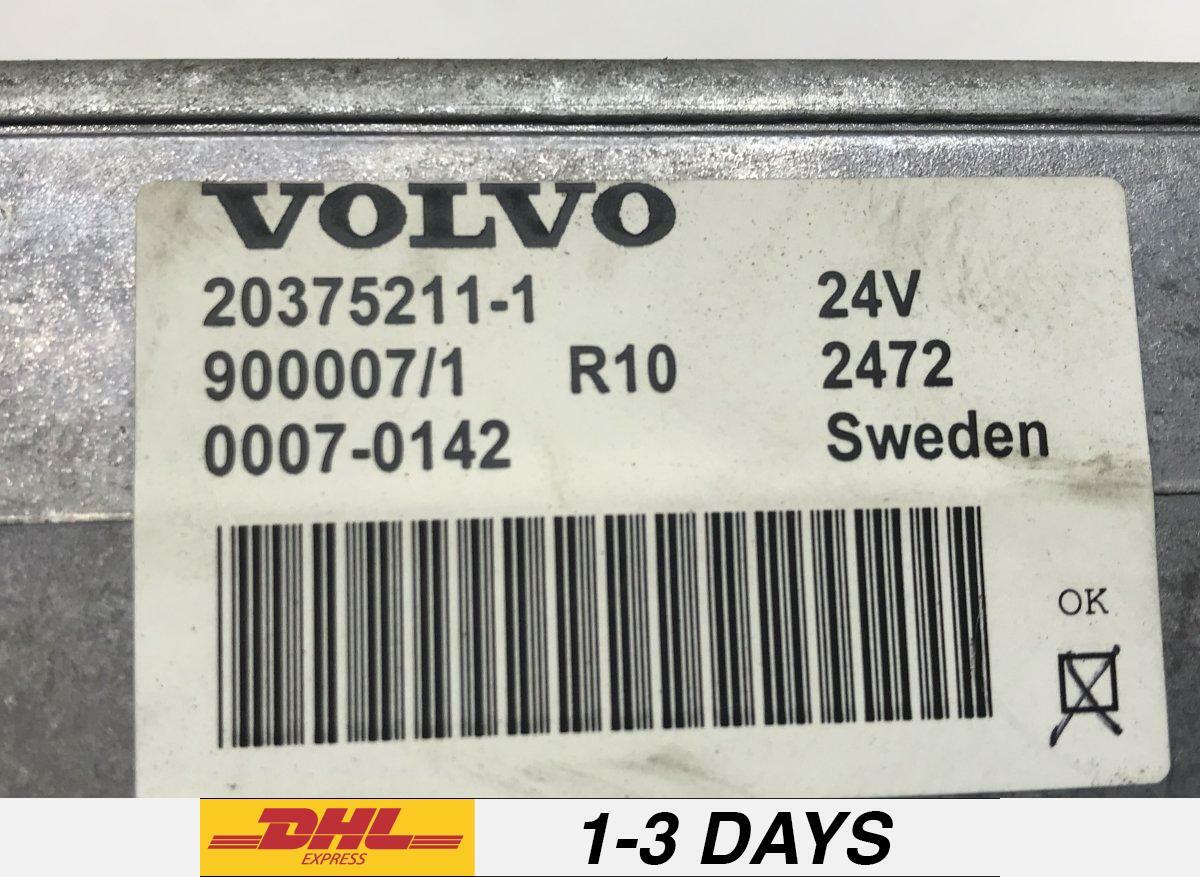 VOLVO
20375211-1 24V
900007/1 R10 2472
0007-0142 Sweden
OK
DHL
EXPRESS
1-3 DAYS